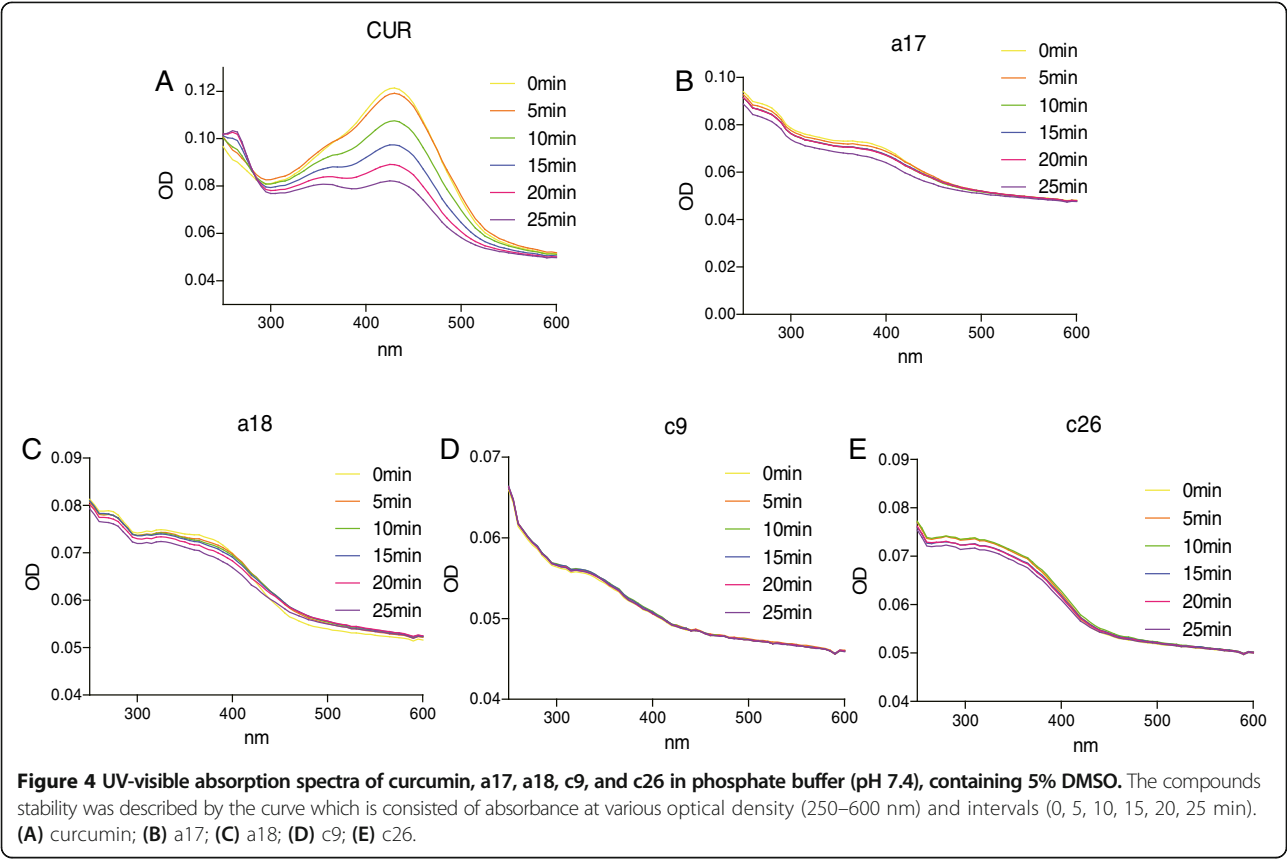 CUR
A
OD
0.12
0.10
0.08
0.06
0.04
300
400
500
600
nm
0min
5min
10min
15min
20min
25min
a17
B
OD
0.10
0.08
0.06
0.04
0.02
0.00
300
400
500
600
nm
0min
5min
10min
15min
20min
25min
a18
C
OD
0.09
0.08
0.07
0.06
0.05
0.04
300
400
500
600
nm
0min
5min
10min
15min
20min
25min
c9
D
OD
0.07
0.06
0.05
0.04
300
400
500
600
nm
0min
5min
10min
15min
20min
25min
c26
E
OD
0.09
0.08
0.07
0.06
0.05
0.04
300
400
500
600
nm
0min
5min
10min
15min
20min
25min
Figure 4 UV-visible absorption spectra of curcumin, a17, a18, c9, and c26 in phosphate buffer (pH 7.4), containing 5% DMSO. The compounds
stability was described by the curve which is consisted of absorbance at various optical density (250–600 nm) and intervals (0, 5, 10, 15, 20, 25 min).
(A) curcumin; (B) a17; (C) a18; (D) c9; (E) c26.